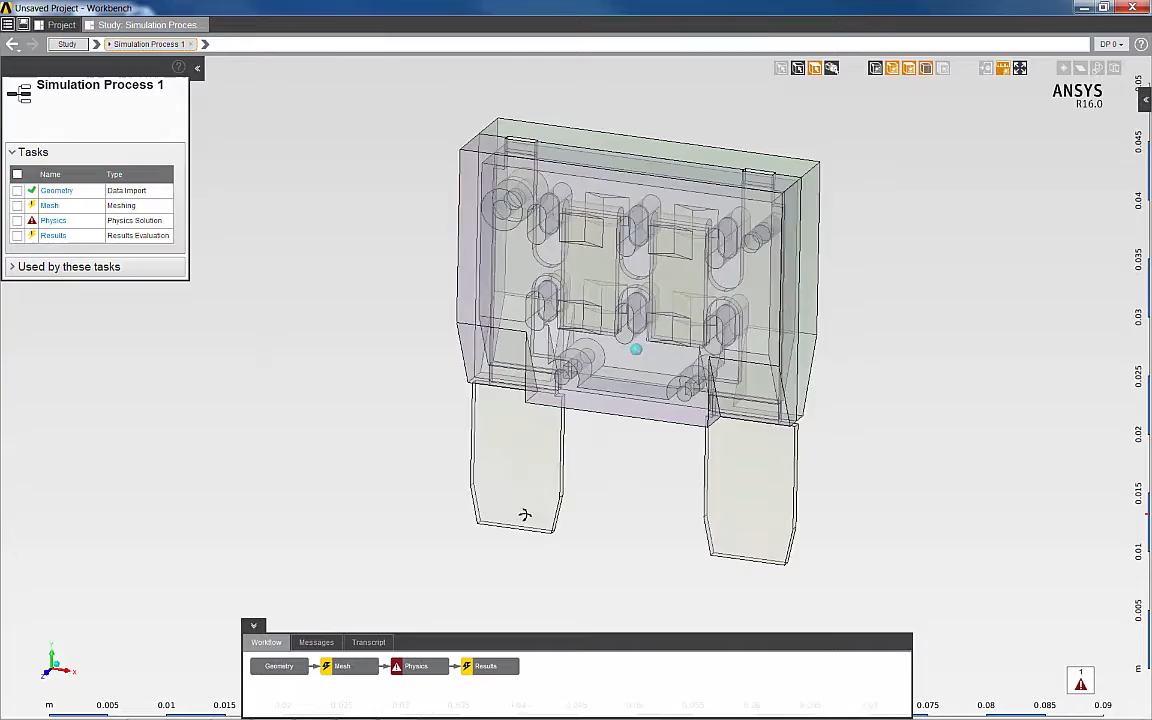 Unsaved Project - Workbench
Project
Study: Simulation Proces...
Study
Simulation Process 1
DP 0
Simulation Process 1
ANSYS
R16.0
Tasks
Name Type
Geometry Data Import
Mesh Meshing
Physics Physics Solution
Results Results Evaluation
Used by these tasks
0.05
0.045
0.04
0.035
0.03
0.025
0.02
0.015
0.01
0.005
m
Workflow Messages Transcript
Geometry Mesh Physics Results
Y
X
Z
1
m 0.005 0.01 0.015 0.075 0.08 0.085 0.09